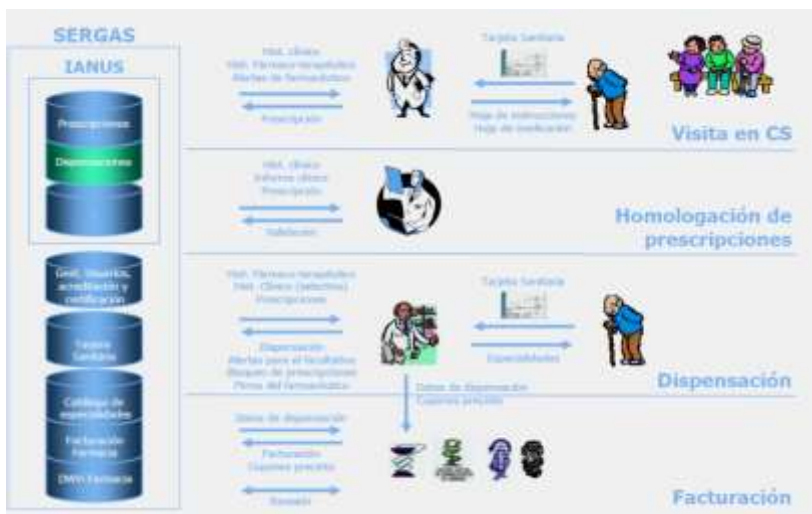 SERGAS
IANUS
Prescripciones
Dispensaciones
Gest. Usuarios,
acreditación y
certificación
Tarjeta
Sanitaria
Catálogo de
especialidades
Facturación
Farmacia
DWH Farmacia
Hist. clínico
Hist. Fármaco-terapéutico
Alertas de farmacéutico
Prescripción
Tarjeta Sanitaria
Hoja de instrucciones
Hoja de medicación
Visita en CS
Hist. clínico
Informe clínico
Prescripción
Validación
Homologación de
prescripciones
Hist. Fármaco-terapéutico
Hist. Clínico (selectivo)
Prescripciones
Dispensación
Alertas para el facultativo
Bloqueo de prescripciones
Firma del farmacéutico
Tarjeta Sanitaria
Especialidades
Dispensación
Datos de dispensación
Cupones precinto
Datos de dispensación
Facturación
Cupones precinto
Facturación